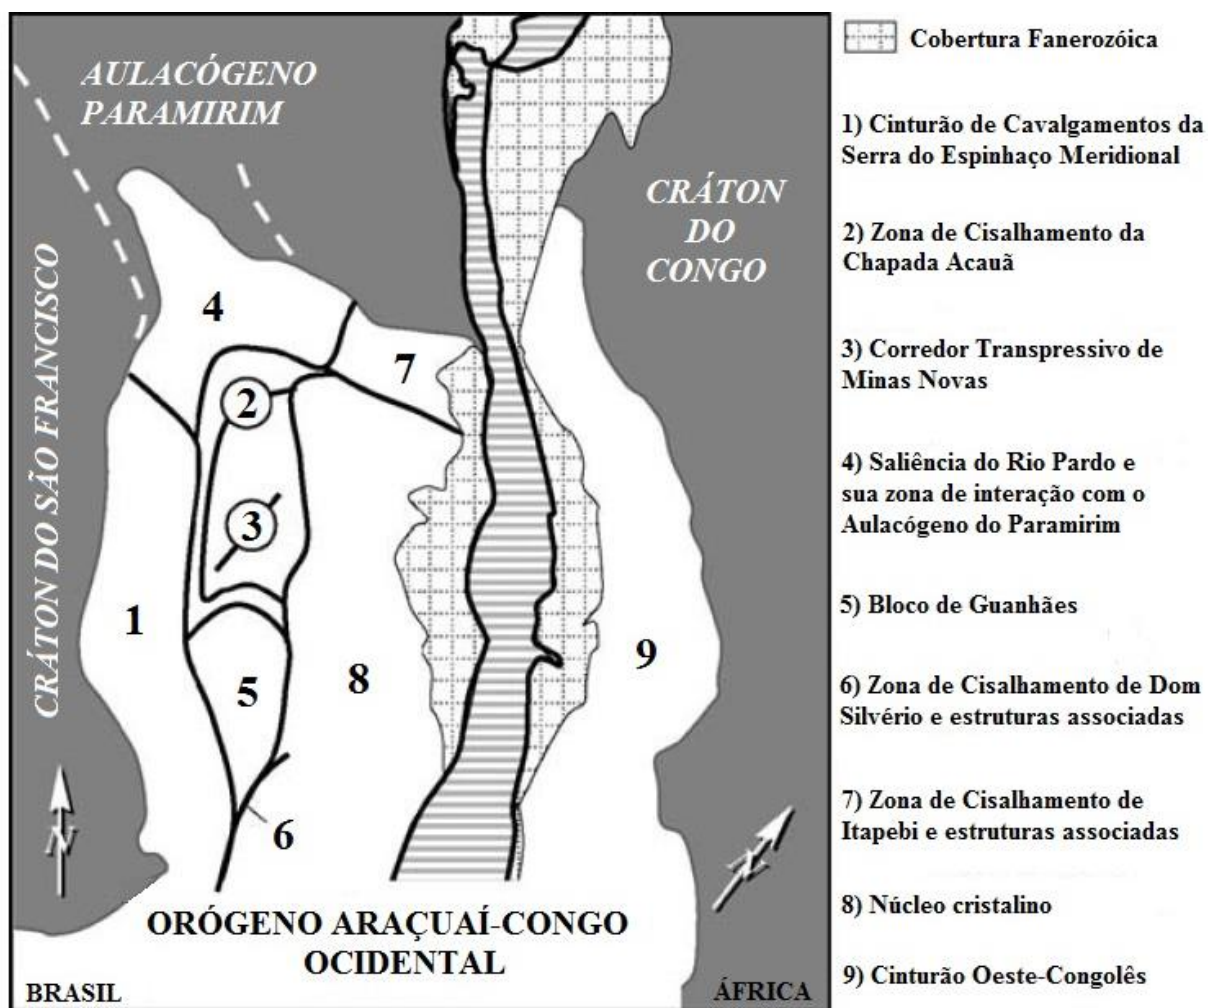 AULACÓGENO
PARAMIRIM
CRÁTON
DO
CONGO
CRÁTON DO SÃO FRANCISCO
4
7
2
3
1
5
8
9
6
N
N
ORÓGENO ARAÇUAÍ-CONGO
OCIDENTAL
BRASIL
ÁFRICA
Cobertura Fanerozóica
1) Cinturão de Cavalgamentos da
Serra do Espinhaço Meridional
2) Zona de Cisalhamento da
Chapada Acauã
3) Corredor Transpressivo de
Minas Novas
4) Saliência do Rio Pardo e
sua zona de interação com o
Aulacógeno do Paramirim
5) Bloco de Guanhães
6) Zona de Cisalhamento de Dom
Silvério e estruturas associadas
7) Zona de Cisalhamento de
Itapebi e estruturas associadas
8) Núcleo cristalino
9) Cinturão Oeste-Congolês